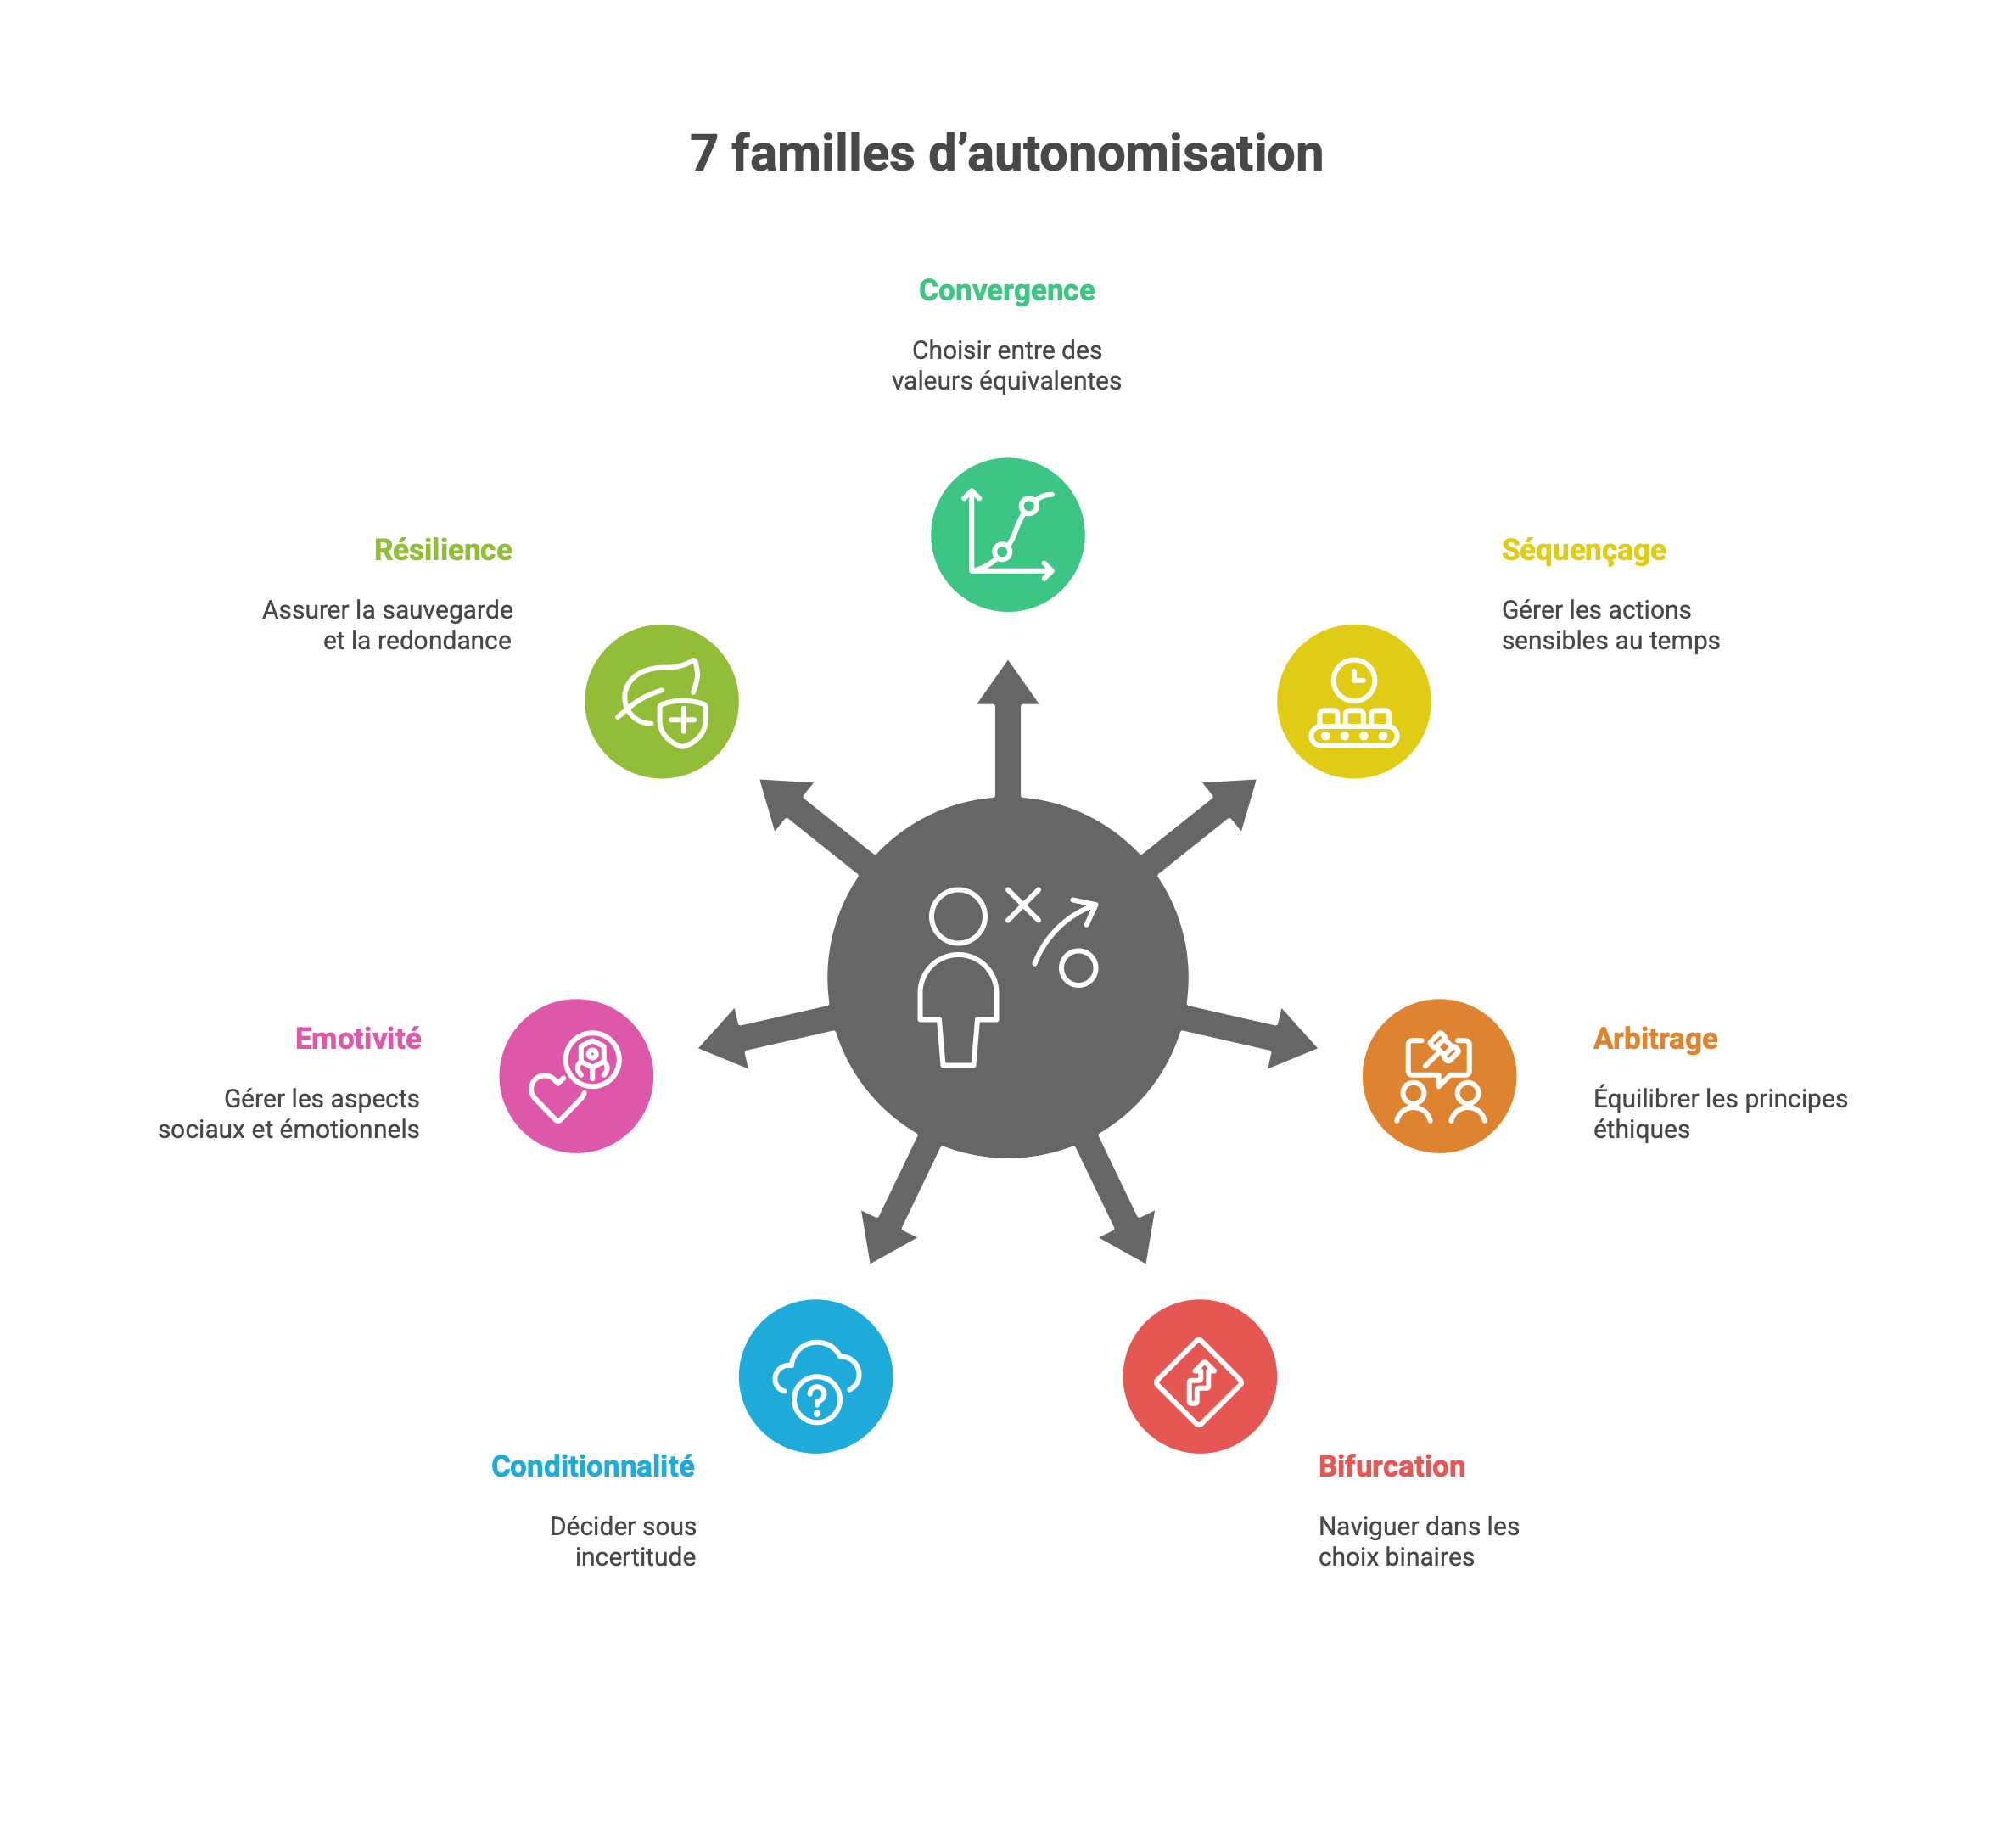 7 familles d’autonomisation
Convergence
Choisir entre des
valeurs équivalentes
Résilience
Assurer la sauvegarde
et la redondance
Séquençage
Gérer les actions
sensibles au temps
Emotivité
Gérer les aspects
sociaux et émotionnels
Arbitrage
Équilibrer les principes
éthiques
Conditionnalité
Décider sous
incertitude
Bifurcation
Naviguer dans les
choix binaires